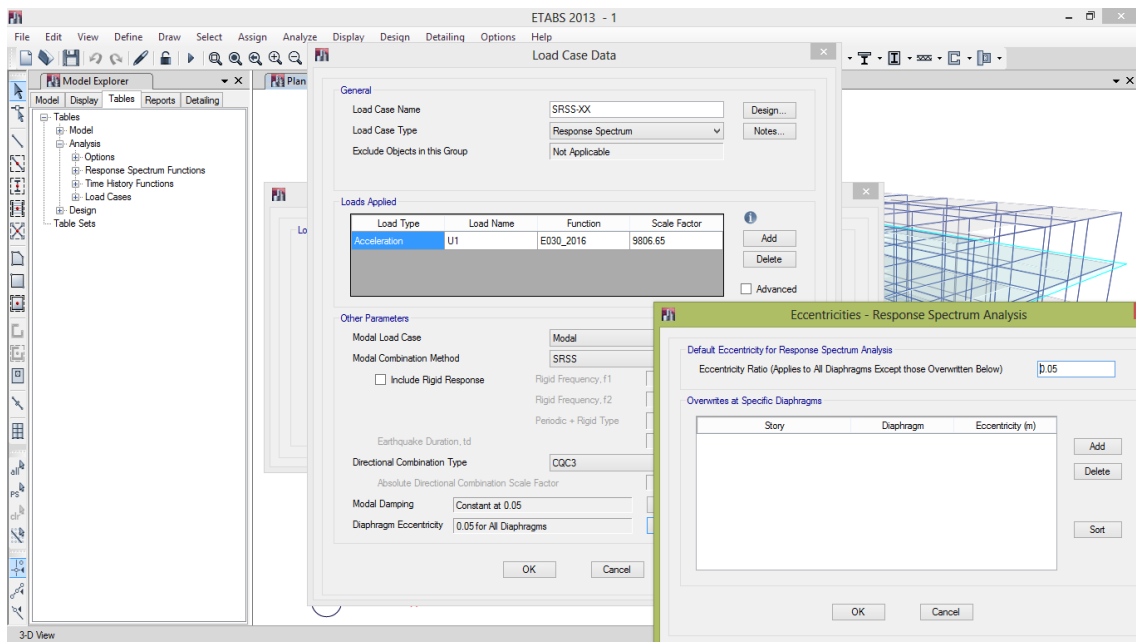 ETABS 2013 - 1
File Edit View Define Draw Select Assign Analyze Display Design Detailing Options Help
Model Explorer
Model Display Tables Reports Detailing
Tables
Model
Analysis
Options
Response Spectrum Functions
Time History Functions
Load Cases
Design
Table Sets
all
PS
clr
Plan
Lo
Load Case Data
General
Load Case Name SRSS-XX Design...
Load Case Type Response Spectrum Notes...
Exclude Objects in this Group Not Applicable
Loads Applied
Load Type Load Name Function Scale Factor
Acceleration U1 E030_2016 9806.65
Add
Delete
Advanced
Other Parameters
Modal Load Case Modal
Modal Combination Method SRSS
Include Rigid Response Rigid Frequency, f1
Rigid Frequency, f2
Periodic + Rigid Type
Earthquake Duration, td
Directional Combination Type CQC3
Absolute Directional Combination Scale Factor
Modal Damping Constant at 0.05
Diaphragm Eccentricity 0.05 for All Diaphragms
OK Cancel
Eccentricities - Response Spectrum Analysis
Default Eccentricity for Response Spectrum Analysis
Eccentricity Ratio (Applies to All Diaphragms Except those Overwritten Below) 0.05
Overwrites at Specific Diaphragms
Story Diaphragm Eccentricity (m)
Add
Delete
Sort
OK Cancel
3-D View